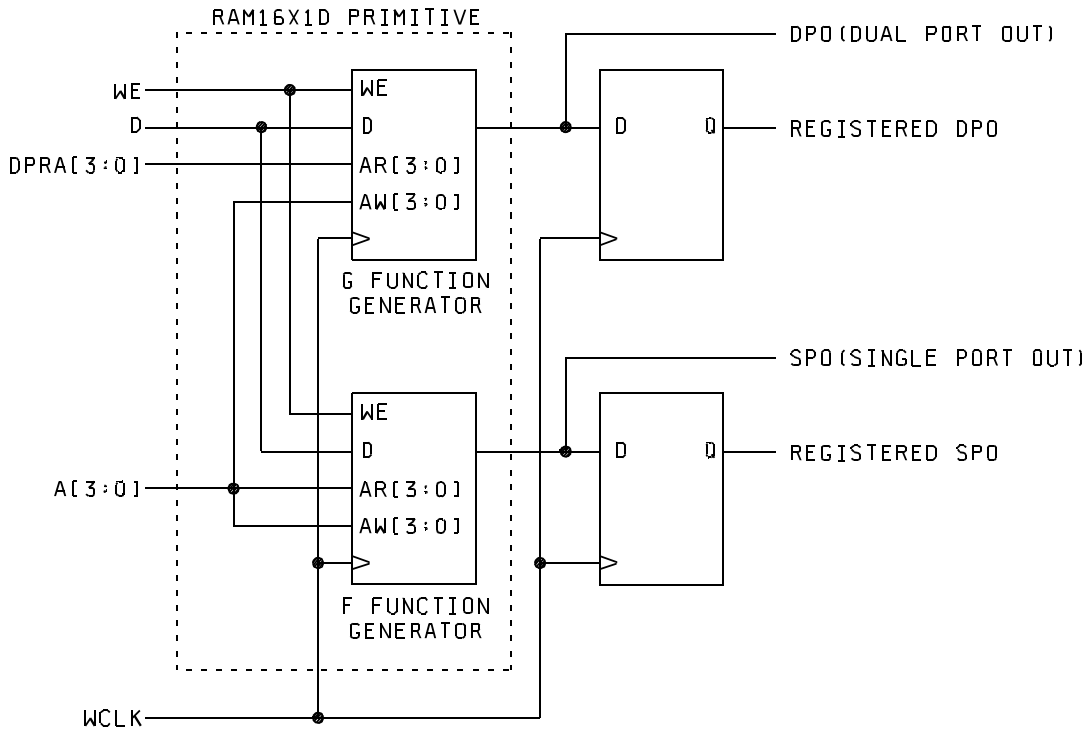 RAM16X1D PRIMITIVE
DPO(DUAL PORT OUT)
WE
WE
D
D
D
Q
REGISTERED DPO
DPRA[3:0]
AR[3:0]
AW[3:0]
G FUNCTION
GENERATOR
SPO(SINGLE PORT OUT)
WE
D
D
Q
REGISTERED SPO
A[3:0]
AR[3:0]
AW[3:0]
F FUNCTION
GENERATOR
WCLK